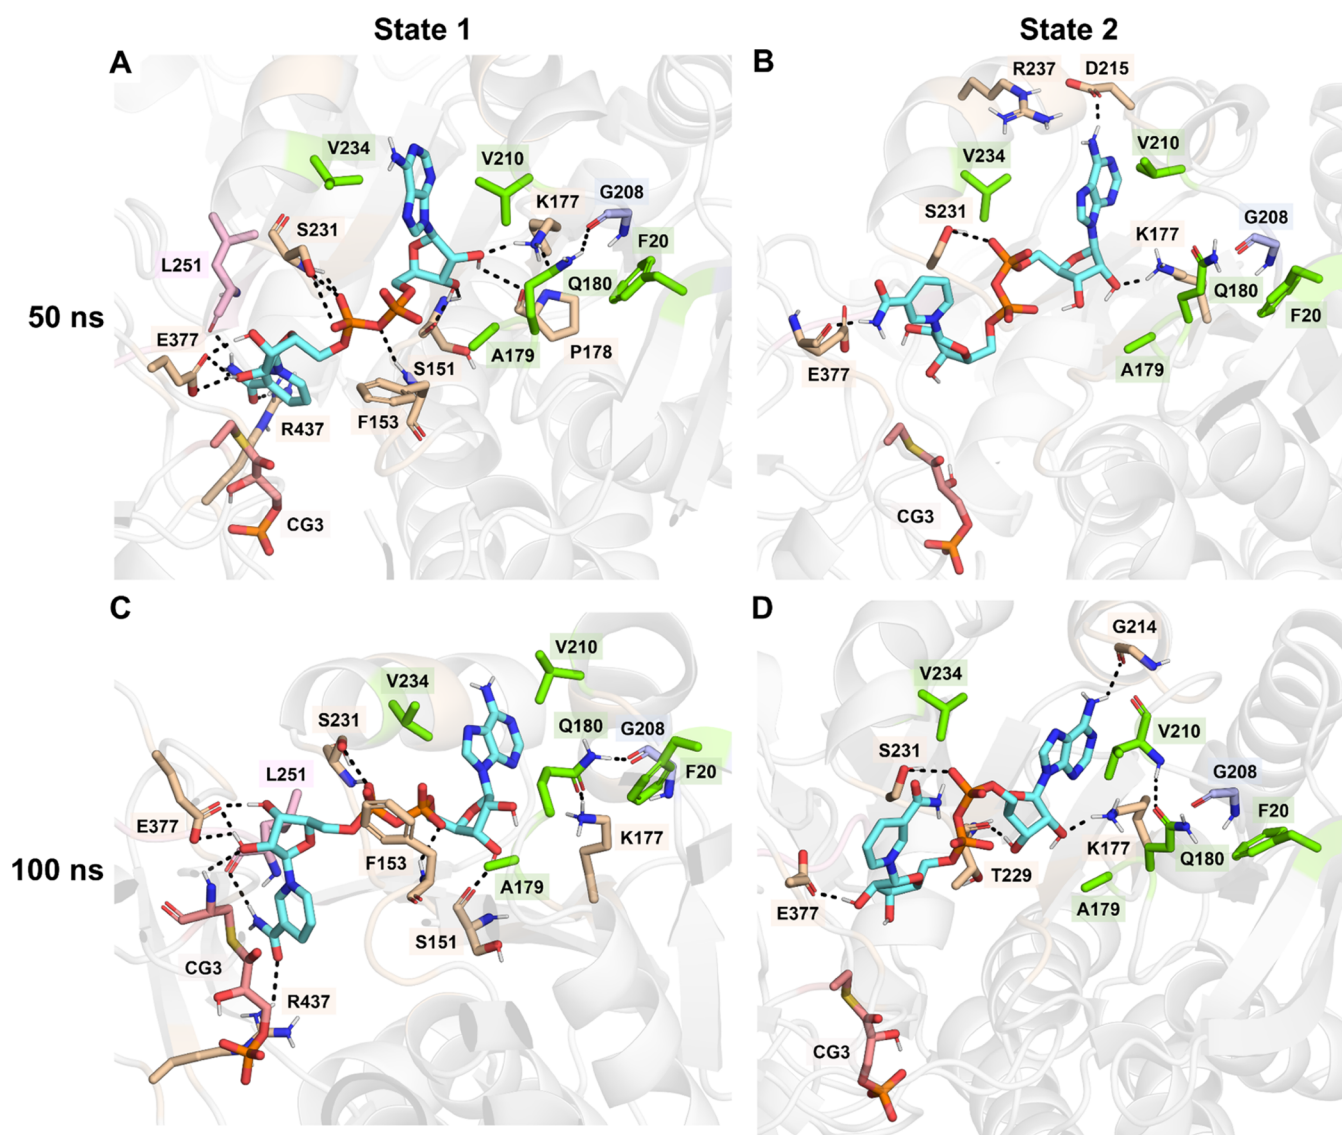 State 1
State 2
A
V234
V210
K177
G208
S231
F20
L251
Q180
50 ns
E377
A179
P178
S151
R437
F153
CG3
B
R237
D215
V234
V210
S231
K177
G208
Q180
F20
E377
A179
CG3
C
V210
V234
S231
Q180
G208
L251
F20
E377
F153
K177
100 ns
A179
S151
CG3
R437
D
G214
V234
V210
S231
G208
F20
K177
Q180
T229
E377
A179
CG3